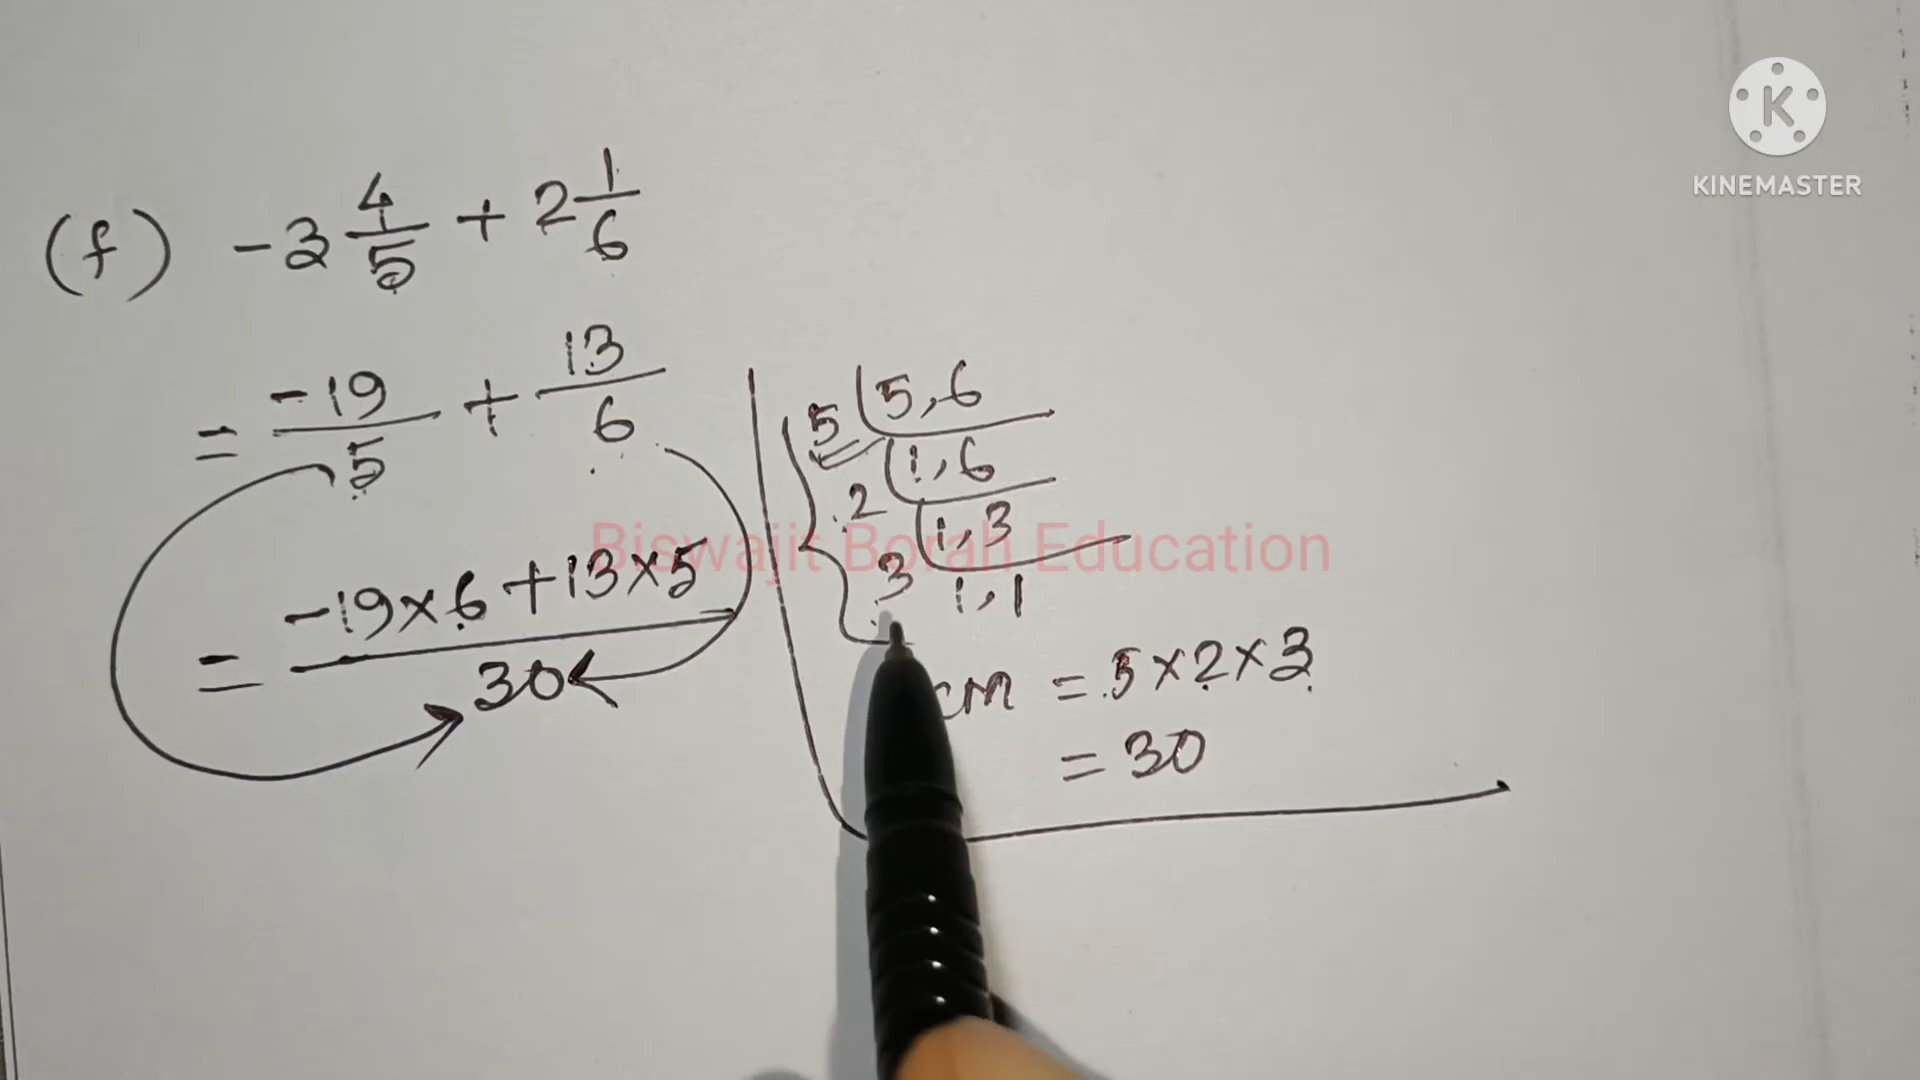 (f) -3 4/5 + 2 1/6
= -19/5 + 13/6
= -19×6+13×5/30
5 | 5, 6
2 | 1, 6
3 | 1, 3
1, 1
cm = 5×2×3
= 30
Biswajit Borah Education
KINEMASTER